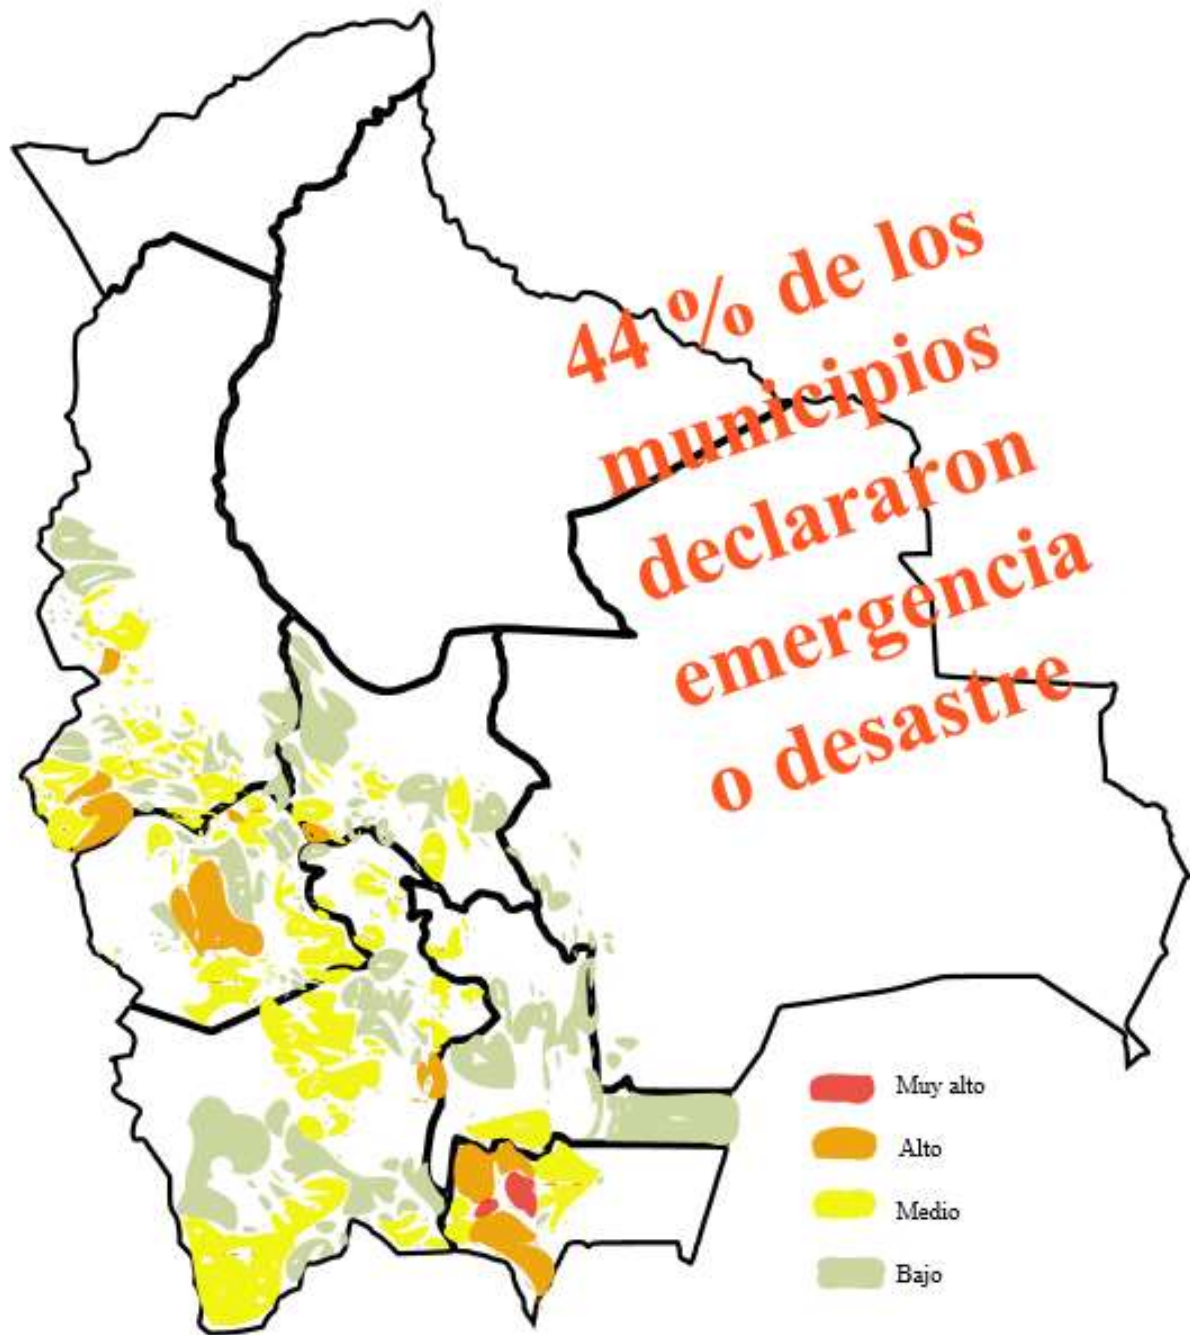 44 % de los
municipios
declararon
emergencia
o desastre
Muy alto
Alto
Medio
Bajo